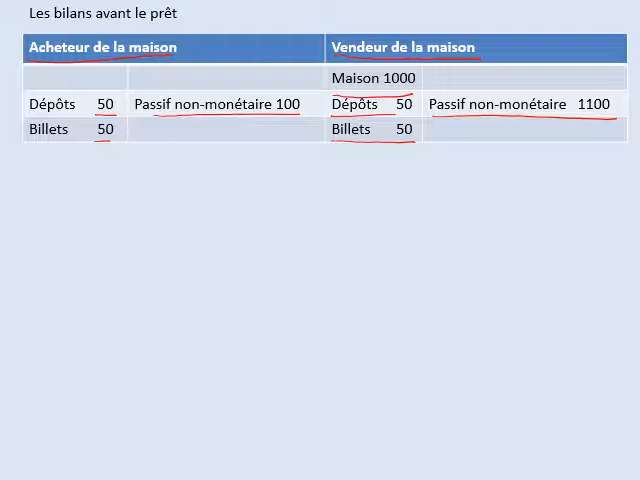 Les bilans avant le prêt
Acheteur de la maison Vendeur de la maison
Maison 1000
Dépôts 50 Passif non-monétaire 100 Dépôts 50 Passif non-monétaire 1100
Billets 50 Billets 50